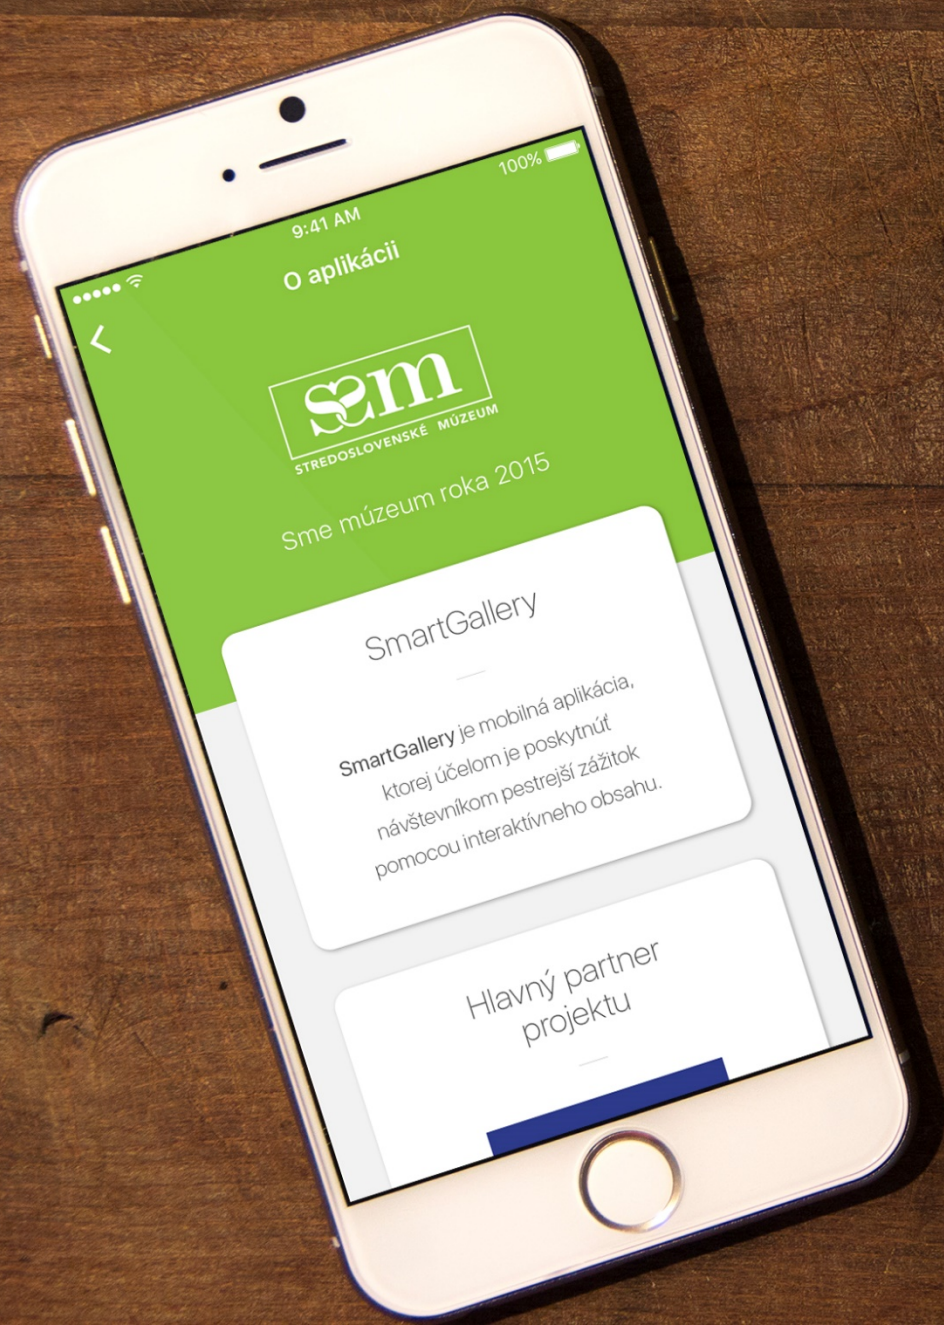 100%
9:41 AM
O aplikácii
ssm
STREDOSLOVENSKÉ MÚZEUM
Sme múzeum roka 2015
SmartGallery
SmartGallery je mobilná aplikácia,
ktorej účelom je poskytnúť
návštevníkom pestrejší zážitok
pomocou interaktívneho obsahu.
Hlavný partner
projektu